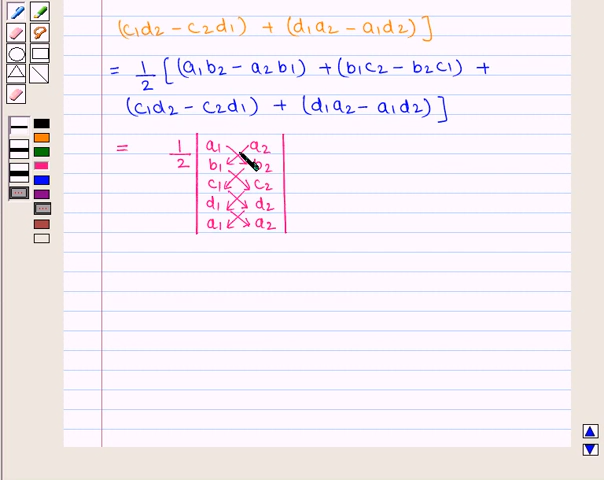 (c₁d₂ − c₂d₁) + (d₁a₂ − a₁d₂)]
= 1/2 [(a₁b₂ − a₂b₁) + (b₁c₂ − b₂c₁) +
(c₁d₂ − c₂d₁) + (d₁a₂ − a₁d₂)]
= 1/2 | a₁ a₂ |
b₁ b₂
c₁ c₂
d₁ d₂
a₁ a₂